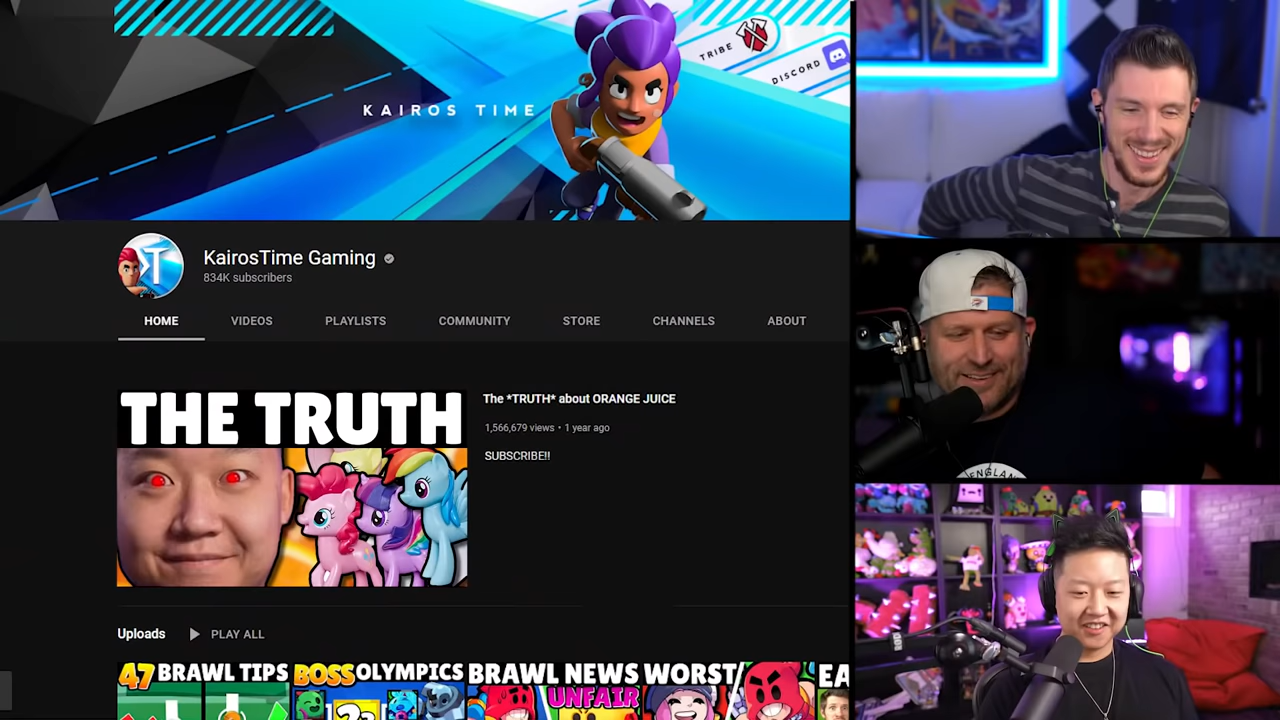 TRIBE
DISCORD
KAIROS TIME
T
KairosTime Gaming
834K subscribers
HOME VIDEOS PLAYLISTS COMMUNITY STORE CHANNELS ABOUT
THE TRUTH
The *TRUTH* about ORANGE JUICE
1,566,679 views • 1 year ago
SUBSCRIBE!!
Uploads PLAY ALL
47 BRAWL TIPS BOSS OLYMPICS BRAWL NEWS WORST
UNFAIR
ENGLAN